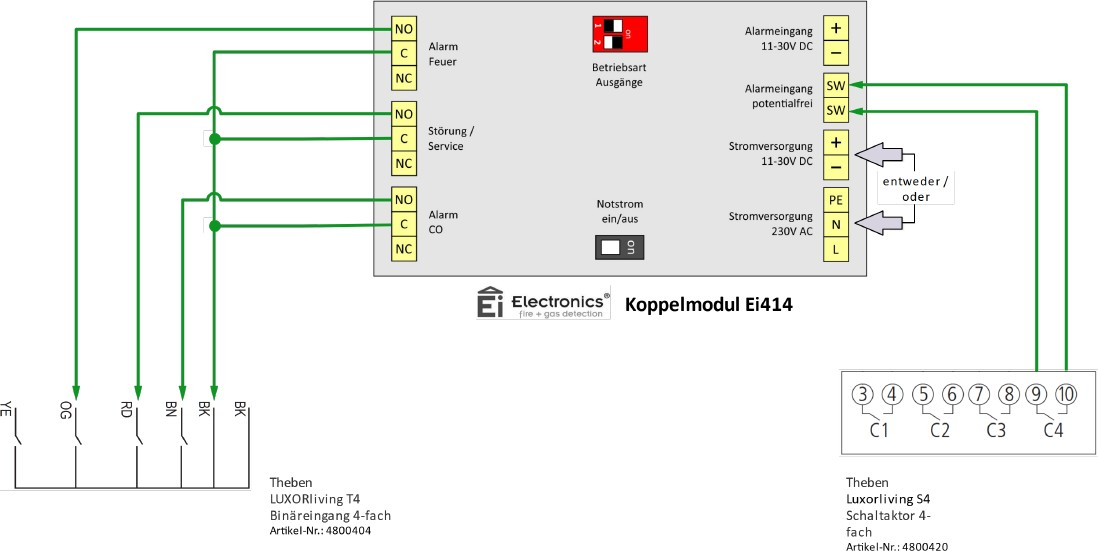 NO
C
NC
Alarm
Feuer
NO
C
NC
Störung /
Service
NO
C
NC
Alarm
CO
1
2
on
Betriebsart
Ausgänge
Notstrom
ein/aus
on
Alarmeingang
11-30V DC
+
−
Alarmeingang
potentialfrei
SW
SW
Stromversorgung
11-30V DC
+
−
Stromversorgung
230V AC
PE
N
L
entweder /
oder
Ei Electronics®
fire + gas detection
Koppelmodul Ei414
YE
OG
RD
BN
BK
BK
Theben
LUXORliving T4
Binäreingang 4-fach
Artikel-Nr.: 4800404
3 4 5 6 7 8 9 10
C1 C2 C3 C4
Theben
Luxorliving S4
Schaltaktor 4-
fach
Artikel-Nr.: 4800420